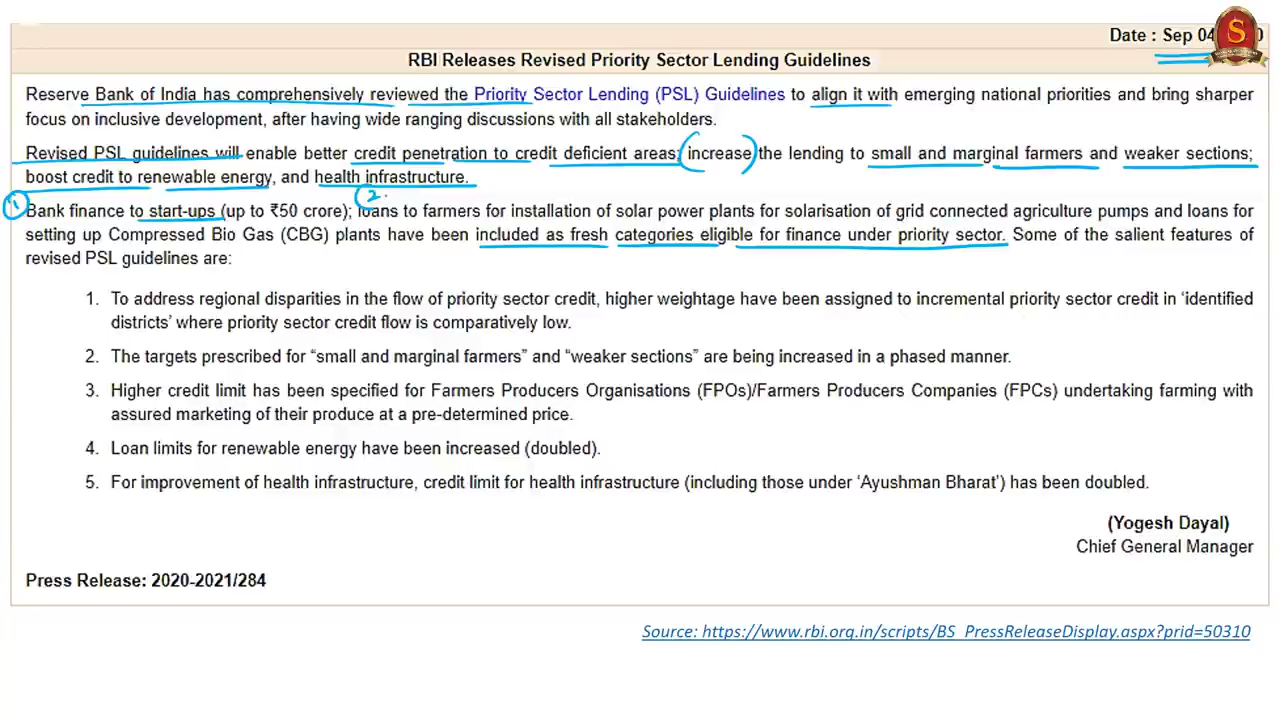 Date : Sep 04
RBI Releases Revised Priority Sector Lending Guidelines
Reserve Bank of India has comprehensively reviewed the Priority Sector Lending (PSL) Guidelines to align it with emerging national priorities and bring sharper
focus on inclusive development, after having wide ranging discussions with all stakeholders.
Revised PSL guidelines will enable better credit penetration to credit deficient areas; increase the lending to small and marginal farmers and weaker sections;
boost credit to renewable energy, and health infrastructure.
1 2
Bank finance to start-ups (up to ₹50 crore); loans to farmers for installation of solar power plants for solarisation of grid connected agriculture pumps and loans for
setting up Compressed Bio Gas (CBG) plants have been included as fresh categories eligible for finance under priority sector. Some of the salient features of
revised PSL guidelines are:
1. To address regional disparities in the flow of priority sector credit, higher weightage have been assigned to incremental priority sector credit in ‘identified
districts’ where priority sector credit flow is comparatively low.
2. The targets prescribed for “small and marginal farmers” and “weaker sections” are being increased in a phased manner.
3. Higher credit limit has been specified for Farmers Producers Organisations (FPOs)/Farmers Producers Companies (FPCs) undertaking farming with
assured marketing of their produce at a pre-determined price.
4. Loan limits for renewable energy have been increased (doubled).
5. For improvement of health infrastructure, credit limit for health infrastructure (including those under ‘Ayushman Bharat’) has been doubled.
(Yogesh Dayal)
Chief General Manager
Press Release: 2020-2021/284
Source: https://www.rbi.org.in/scripts/BS_PressReleaseDisplay.aspx?prid=50310
S